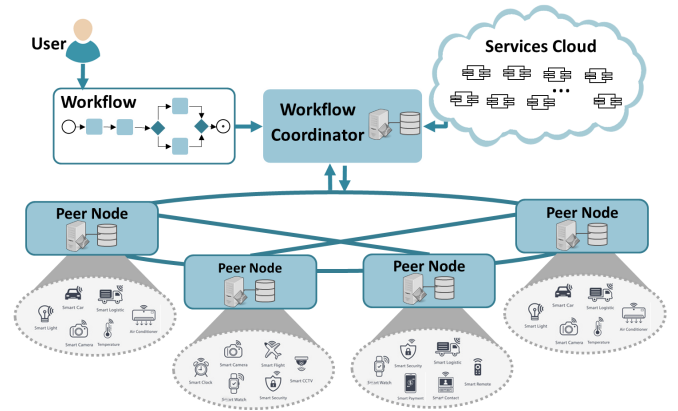 User
Services Cloud
Workflow
Workflow
Coordinator
Peer Node
Peer Node
Peer Node
Peer Node
Smart Car
Smart Logistic
Smart Light
Smart Camera
Temperature
Air Conditioner
Smart Camera
Smart Flight
Smart Clock
Smart CCTV
Smart Watch
Smart Security
Smart Security
Smart Logistic
Smart Watch
Smart Remote
Smart Payment
Smart Contact
Smart Car
Smart Logistic
Smart Light
Smart Camera
Temperature
Air Conditioner